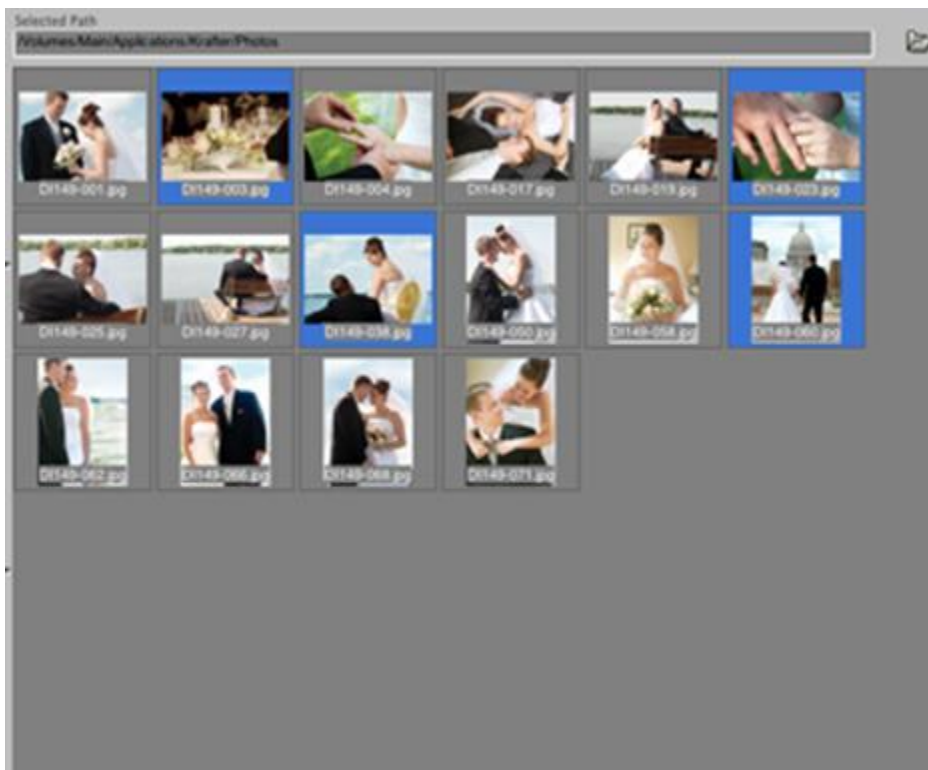 Selected Path
/Volumes/Main/Applications/Krafter/Photos
DI149-001.jpg
DI149-003.jpg
DI149-004.jpg
DI149-017.jpg
DI149-019.jpg
DI149-023.jpg
DI149-025.jpg
DI149-027.jpg
DI149-038.jpg
DI149-050.jpg
DI149-058.jpg
DI149-060.jpg
DI149-062.jpg
DI149-066.jpg
DI149-068.jpg
DI149-071.jpg